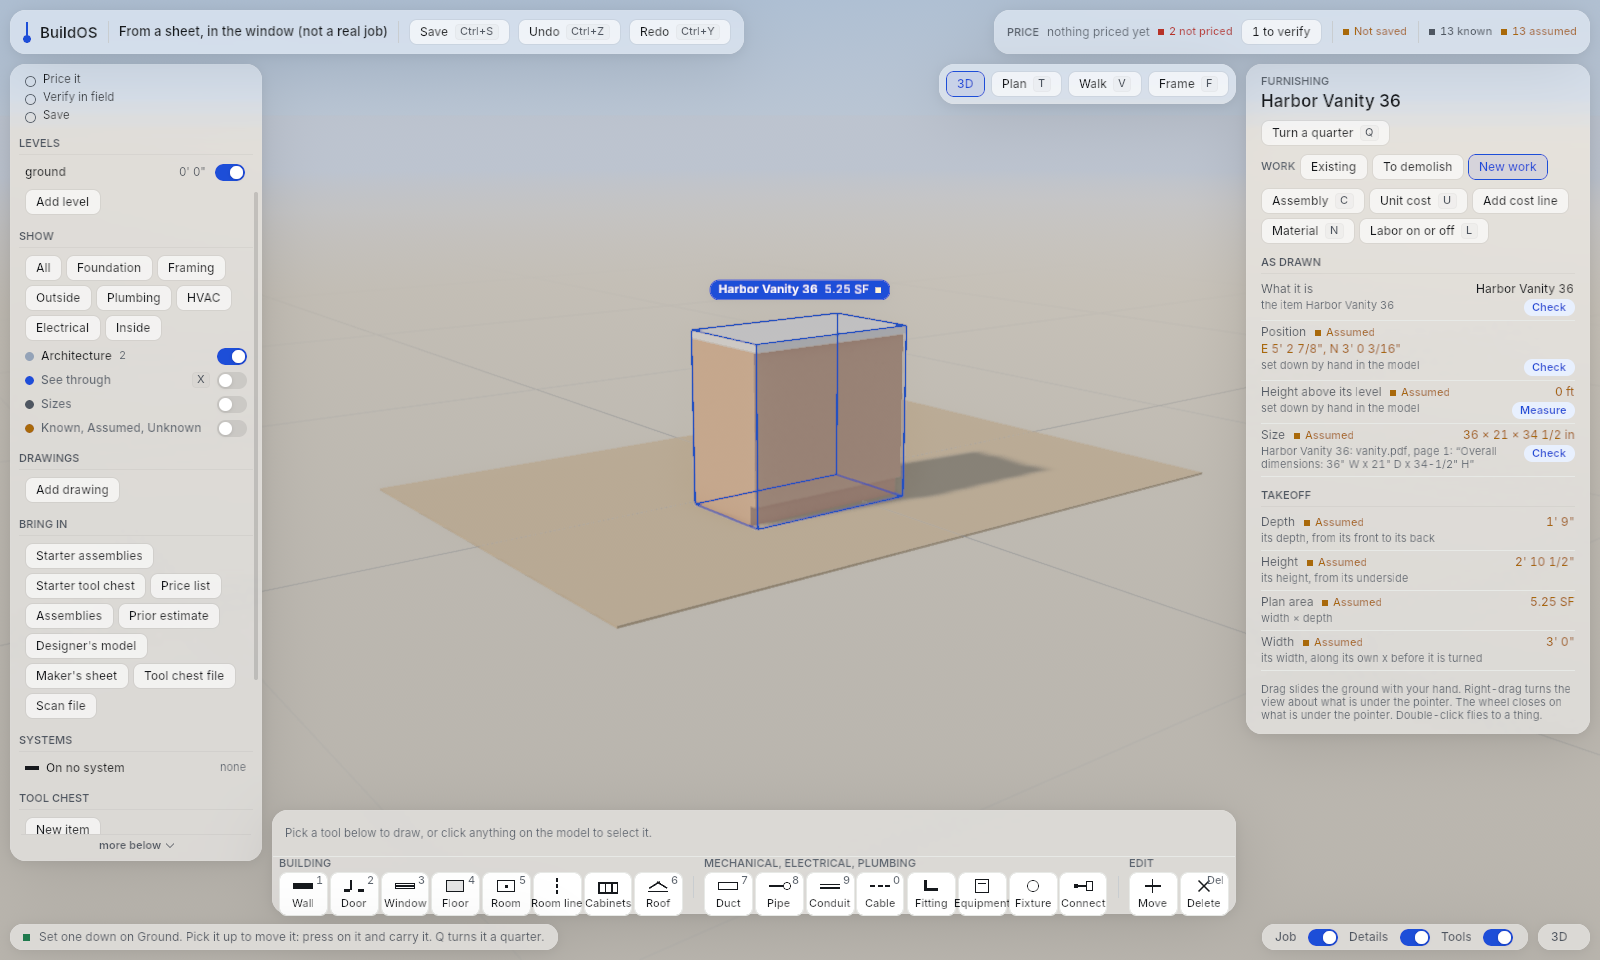 BuildOS
From a sheet, in the window (not a real job)
Save Ctrl+S
Undo Ctrl+Z
Redo Ctrl+Y
PRICE nothing priced yet 2 not priced 1 to verify Not saved 13 known 13 assumed
Price it
Verify in field
Save
LEVELS
ground 0' 0"
Add level
SHOW
All Foundation Framing
Outside Plumbing HVAC
Electrical Inside
Architecture 2
See through X
Sizes
Known, Assumed, Unknown
DRAWINGS
Add drawing
BRING IN
Starter assemblies
Starter tool chest Price list
Assemblies Prior estimate
Designer's model
Maker's sheet Tool chest file
Scan file
SYSTEMS
On no system none
TOOL CHEST
New item
more below
3D Plan T Walk V Frame F
Harbor Vanity 36 5.25 SF
FURNISHING
Harbor Vanity 36
Turn a quarter Q
WORK Existing To demolish New work
Assembly C Unit cost U Add cost line
Material N Labor on or off L
AS DRAWN
What it is Harbor Vanity 36
the item Harbor Vanity 36 Check
Position Assumed
E 5' 2 7/8", N 3' 0 3/16"
set down by hand in the model Check
Height above its level Assumed 0 ft
set down by hand in the model Measure
Size Assumed 36 × 21 × 34 1/2 in
Harbor Vanity 36: vanity.pdf, page 1: "Overall Check
dimensions: 36" W x 21" D x 34-1/2" H"
TAKEOFF
Depth Assumed 1' 9"
its depth, from its front to its back
Height Assumed 2' 10 1/2"
its height, from its underside
Plan area Assumed 5.25 SF
width × depth
Width Assumed 3' 0"
its width, along its own x before it is turned
Drag slides the ground with your hand. Right-drag turns the
view about what is under the pointer. The wheel closes on
what is under the pointer. Double-click flies to a thing.
Pick a tool below to draw, or click anything on the model to select it.
BUILDING
1 Wall
2 Door
3 Window
4 Floor
5 Room
Room line
Cabinets
6 Roof
MECHANICAL, ELECTRICAL, PLUMBING
7 Duct
8 Pipe
9 Conduit
0 Cable
Fitting
Equipment
Fixture
Connect
EDIT
Move
Del Delete
Set one down on Ground. Pick it up to move it: press on it and carry it. Q turns it a quarter.
Job Details Tools 3D